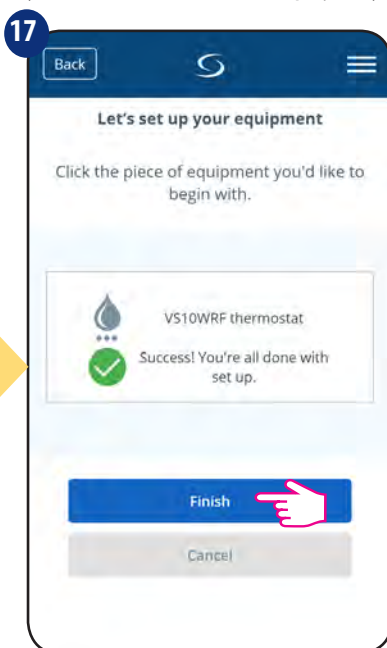 17
Back
Let's set up your equipment
Click the piece of equipment you'd like to
begin with.
VS10WRF thermostat
Success! You're all done with
set up.
Finish
Cancel